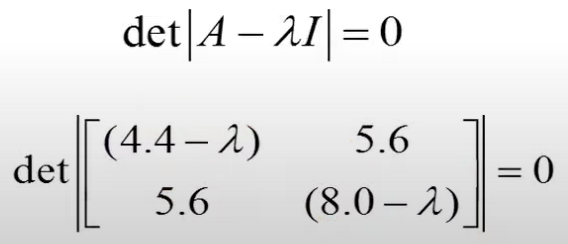 det|A − λI| = 0
det|[(4.4 − λ) 5.6
5.6 (8.0 − λ)]| = 0